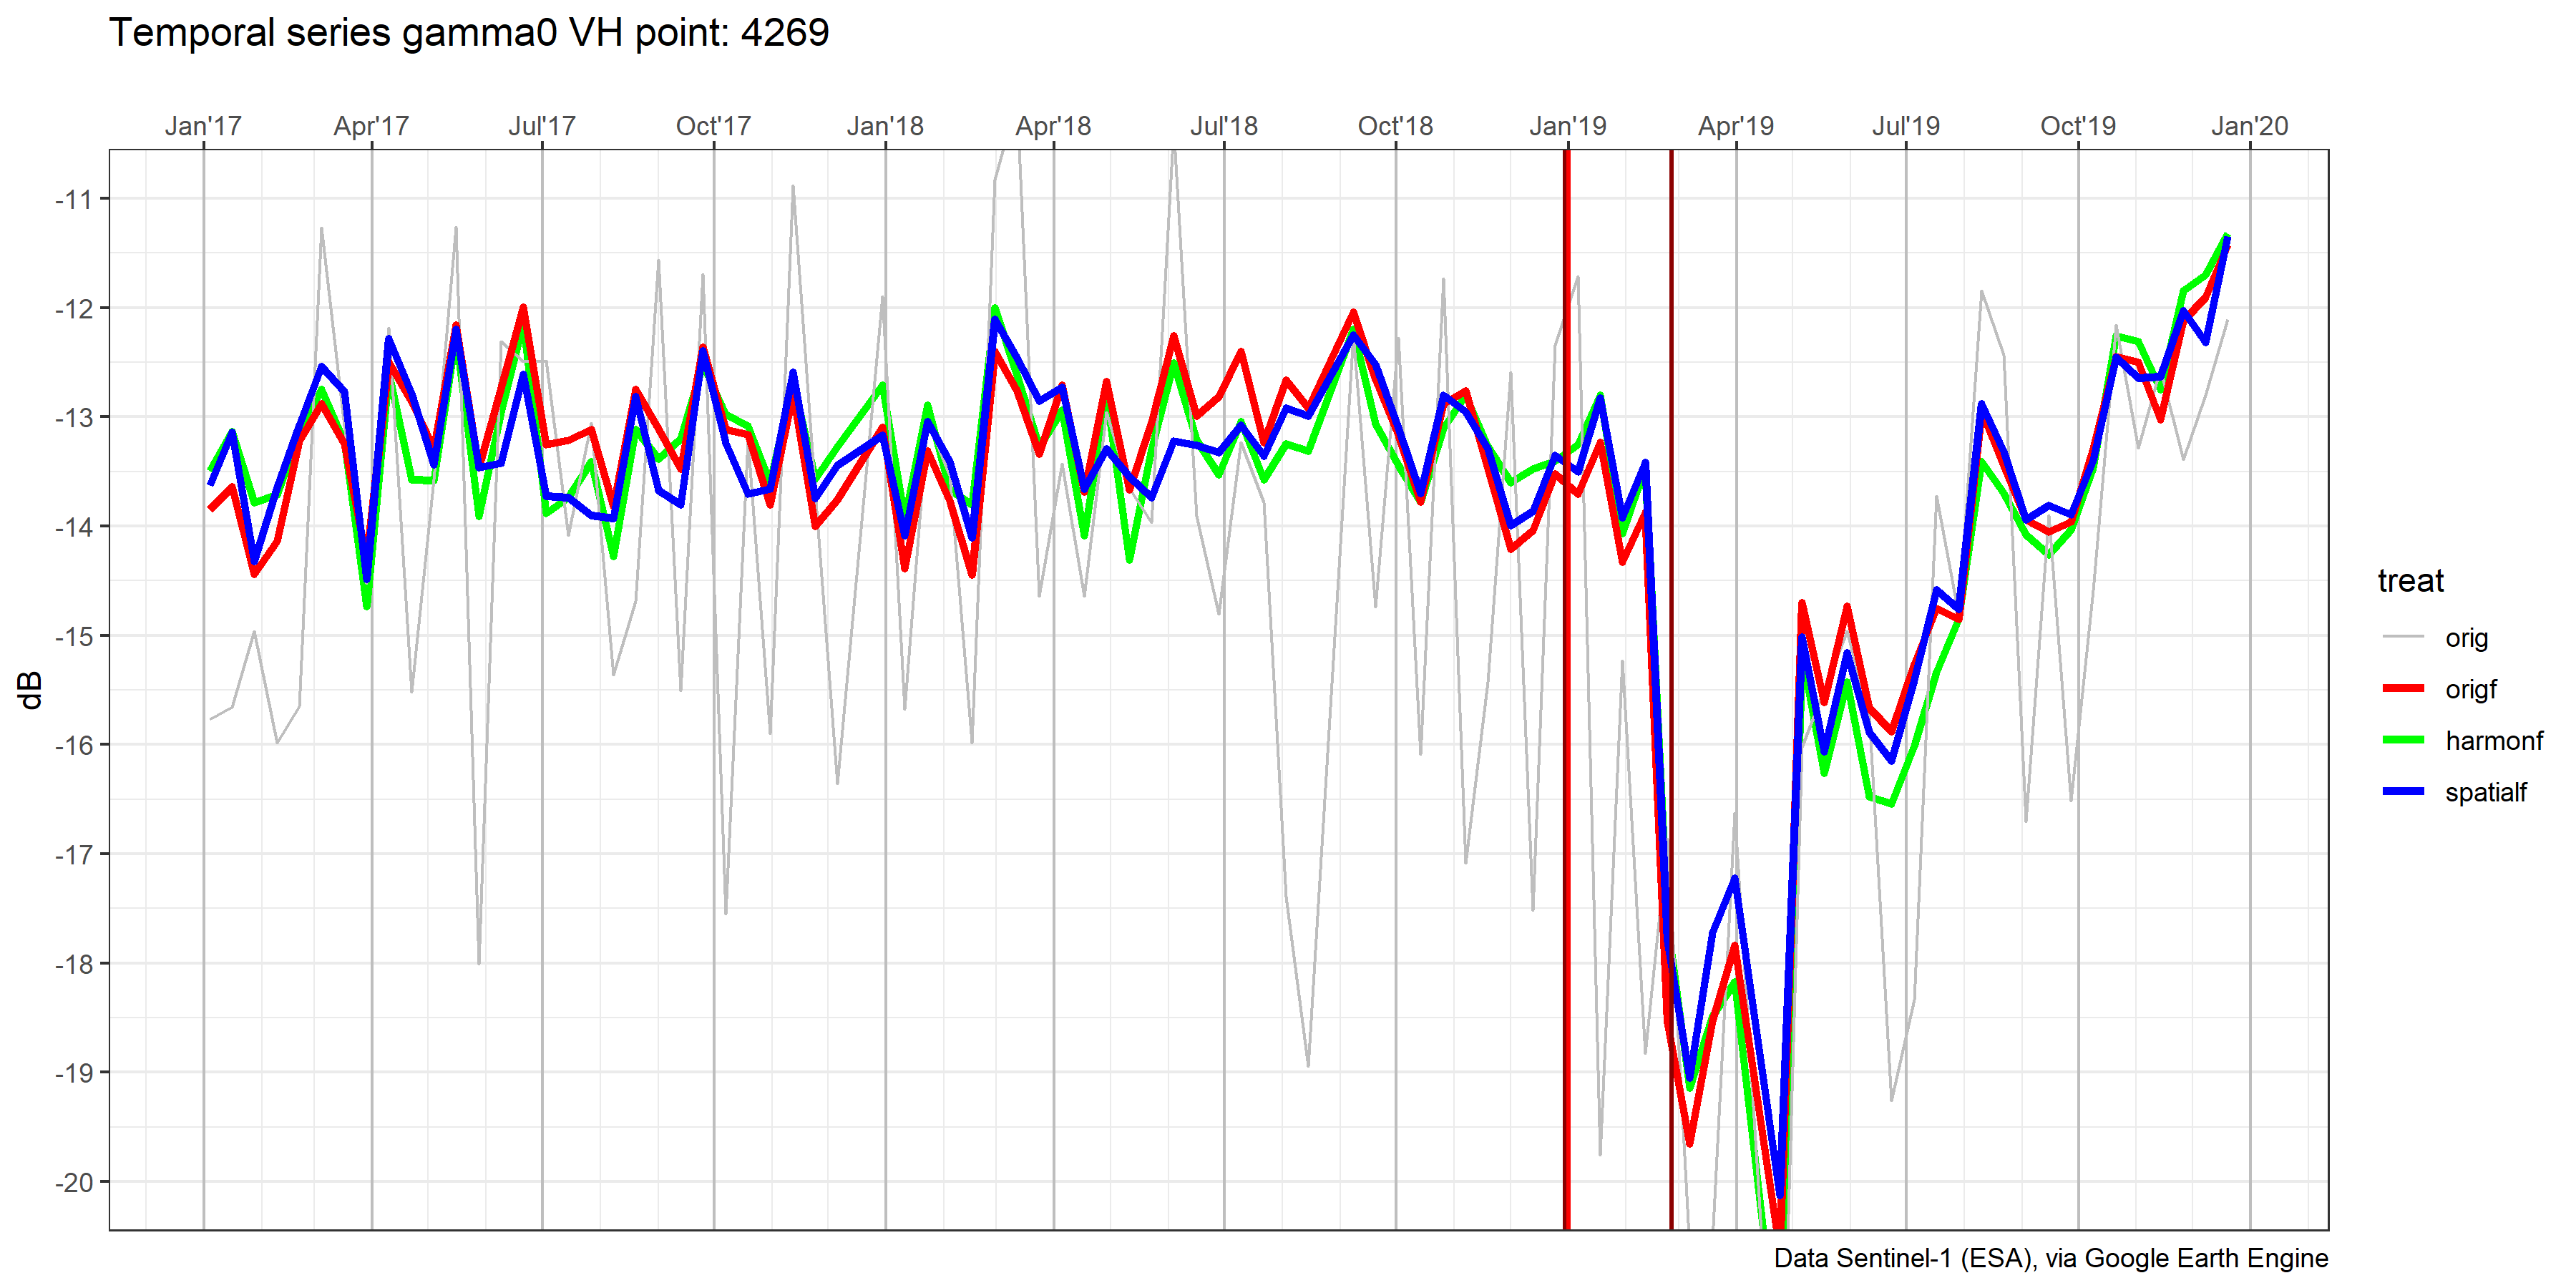 Temporal series gamma0 VH point: 4269
Jan'17 Apr'17 Jul'17 Oct'17 Jan'18 Apr'18 Jul'18 Oct'18 Jan'19 Apr'19 Jul'19 Oct'19 Jan'20
-11
-12
-13
-14
-15
-16
-17
-18
-19
-20
dB
treat
orig
origf
harmonf
spatialf
Data Sentinel-1 (ESA), via Google Earth Engine